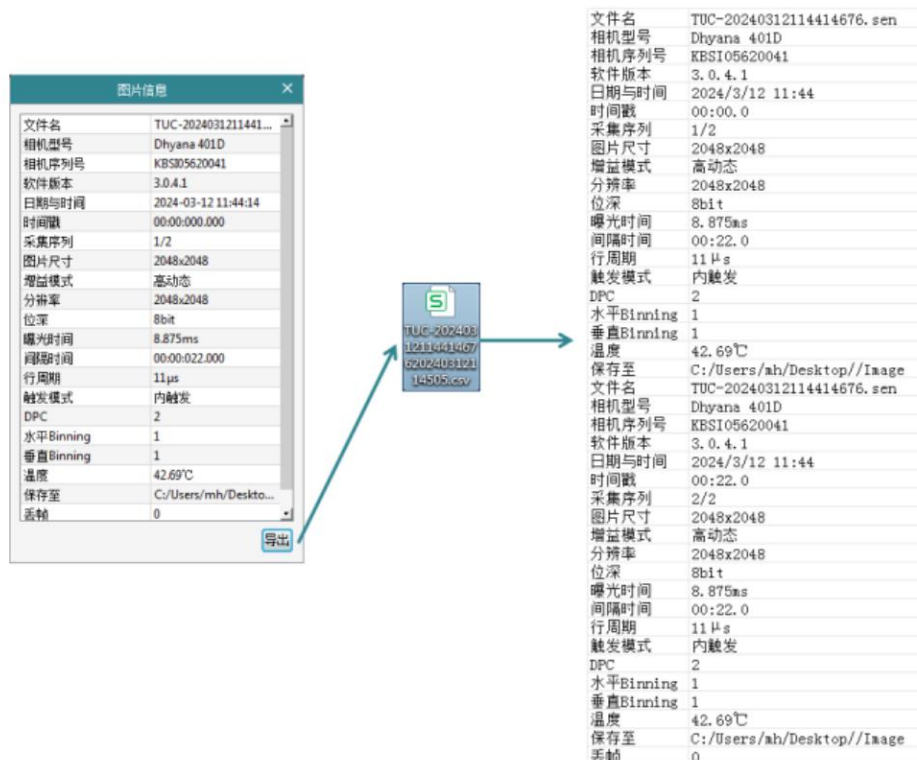 图片信息
文件名 TUC-2024031211441...
相机型号 Dhyana 401D
相机序列号 KBSI05620041
软件版本 3.0.4.1
日期与时间 2024-03-12 11:44:14
时间戳 00:00:000.000
采集序列 1/2
图片尺寸 2048x2048
增益模式 高动态
分辨率 2048x2048
位深 8bit
曝光时间 8.875ms
间隔时间 00:00:022.000
行周期 11μs
触发模式 内触发
DPC 2
水平Binning 1
垂直Binning 1
温度 42.69℃
保存至 C:/Users/mh/Deskto...
丢帧 0
导出
TUC-202403
1211441467
6202403121
14505.csv
文件名 TUC-20240312114414676.sen
相机型号 Dhyana 401D
相机序列号 KBSI05620041
软件版本 3.0.4.1
日期与时间 2024/3/12 11:44
时间戳 00:00.0
采集序列 1/2
图片尺寸 2048x2048
增益模式 高动态
分辨率 2048x2048
位深 8bit
曝光时间 8.875ms
间隔时间 00:22.0
行周期 11μs
触发模式 内触发
DPC 2
水平Binning 1
垂直Binning 1
温度 42.69℃
保存至 C:/Users/mh/Desktop//Image
文件名 TUC-20240312114414676.sen
相机型号 Dhyana 401D
相机序列号 KBSI05620041
软件版本 3.0.4.1
日期与时间 2024/3/12 11:44
时间戳 00:22.0
采集序列 2/2
图片尺寸 2048x2048
增益模式 高动态
分辨率 2048x2048
位深 8bit
曝光时间 8.875ms
间隔时间 00:22.0
行周期 11μs
触发模式 内触发
DPC 2
水平Binning 1
垂直Binning 1
温度 42.69℃
保存至 C:/Users/mh/Desktop//Image
丢帧 0